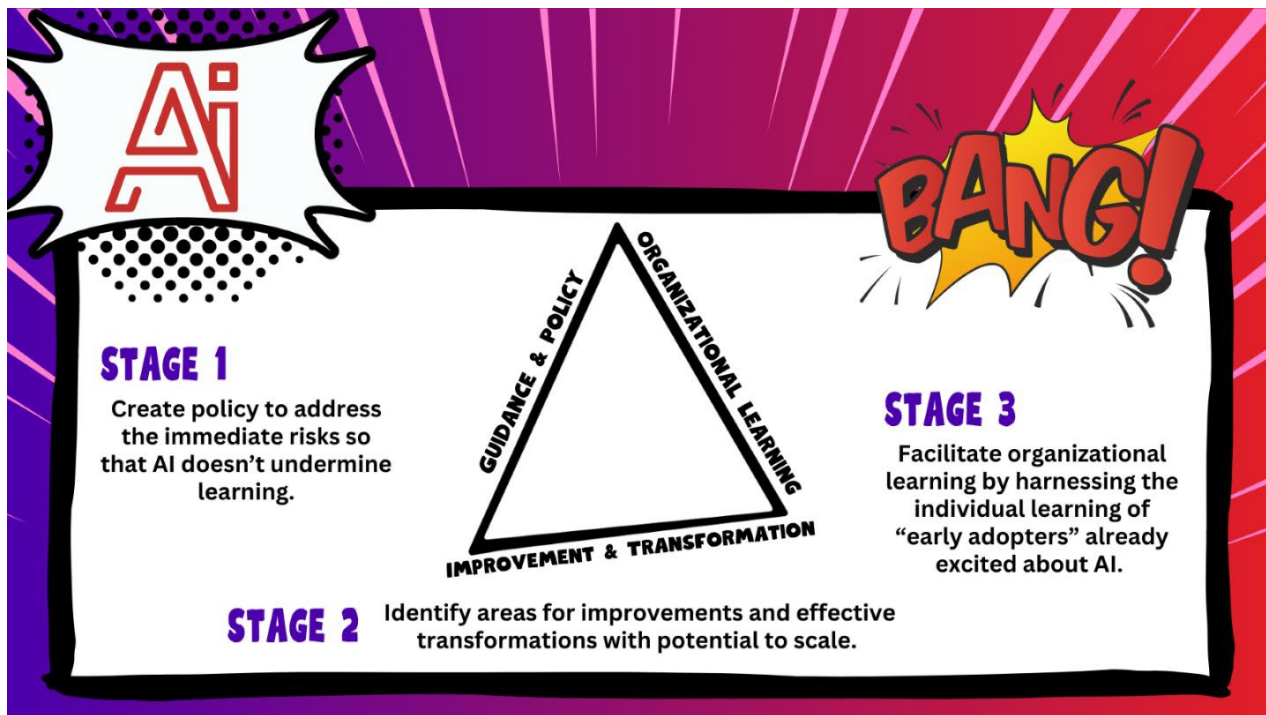 Ai
BANG!
GUIDANCE & POLICY
ORGANIZATIONAL LEARNING
IMPROVEMENT & TRANSFORMATION
STAGE 1
Create policy to address
the immediate risks so
that AI doesn’t undermine
learning.
STAGE 2
Identify areas for improvements and effective
transformations with potential to scale.
STAGE 3
Facilitate organizational
learning by harnessing the
individual learning of
“early adopters” already
excited about AI.